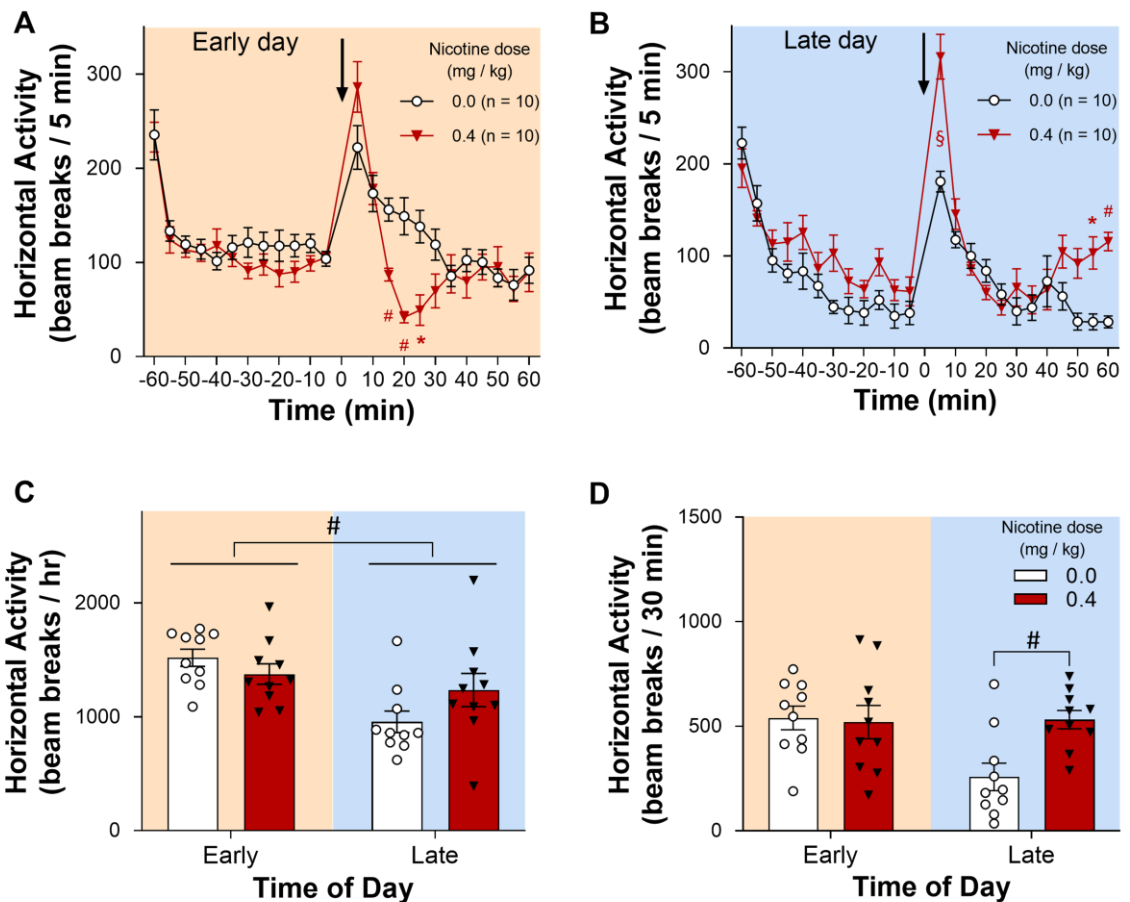 A
Early day
Nicotine dose
(mg / kg)
0.0 (n = 10)
0.4 (n = 10)
Horizontal Activity
(beam breaks / 5 min)
300
200
100
0
#
#
*
-60 -50 -40 -30 -20 -10 0 10 20 30 40 50 60
Time (min)
B
Late day
Nicotine dose
(mg / kg)
0.0 (n = 10)
0.4 (n = 10)
Horizontal Activity
(beam breaks / 5 min)
300
200
100
0
§
*
#
-60 -50 -40 -30 -20 -10 0 10 20 30 40 50 60
Time (min)
C
#
Horizontal Activity
(beam breaks / hr)
2000
1000
0
Early Late
Time of Day
D
Nicotine dose
(mg / kg)
0.0
0.4
#
Horizontal Activity
(beam breaks / 30 min)
1500
1000
500
0
Early Late
Time of Day